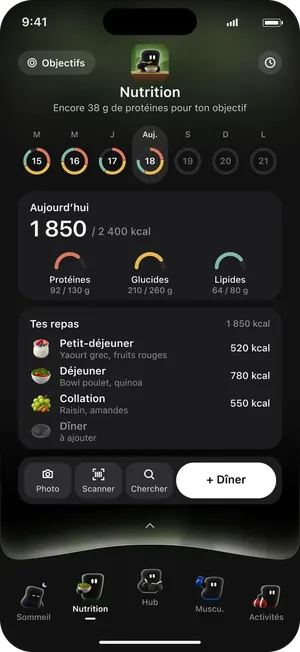 9:41
Objectifs
Nutrition
Encore 38 g de protéines pour ton objectif
M M J Auj. S D L
15 16 17 18 19 20 21
Aujourd'hui
1 850 / 2 400 kcal
Protéines Glucides Lipides
92 / 130 g 210 / 260 g 64 / 80 g
Tes repas 1 850 kcal
Petit-déjeuner 520 kcal
Yaourt grec, fruits rouges
Déjeuner 780 kcal
Bowl poulet, quinoa
Collation 550 kcal
Raisin, amandes
Dîner
à ajouter
Photo Scanner Chercher + Dîner
Sommeil Nutrition Hub Muscu. Activités